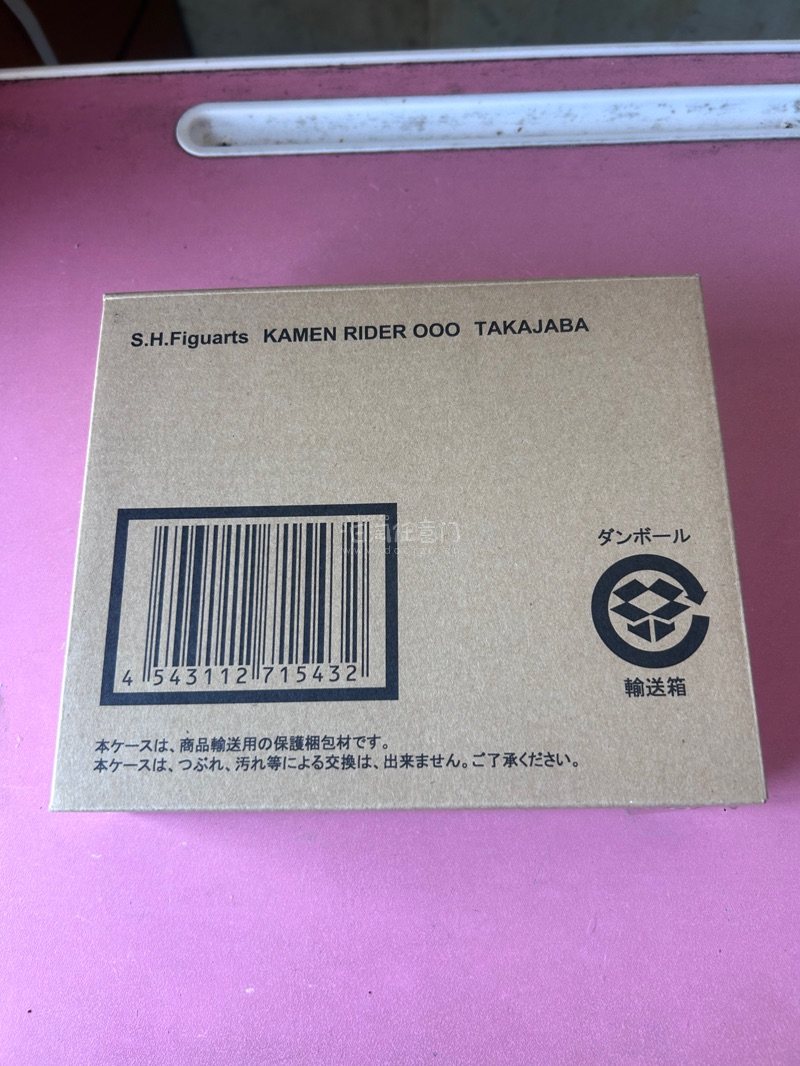 S.H.Figuarts KAMEN RIDER OOO TAKAJABA
4 543112 715432
ダンボール
輸送箱
本ケースは、商品輸送用の保護梱包材です。
本ケースは、つぶれ、汚れ等による交換は、出来ません。ご了承ください。